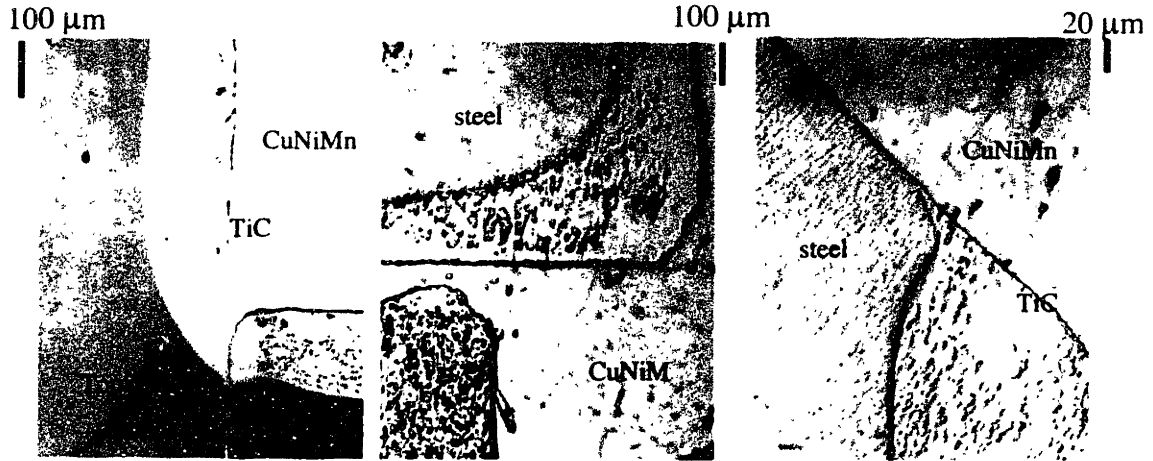 100 µm
CuNiMn
TiC
100 µm
steel
CuNiM
20 µm
CuNiMn
steel
TiC